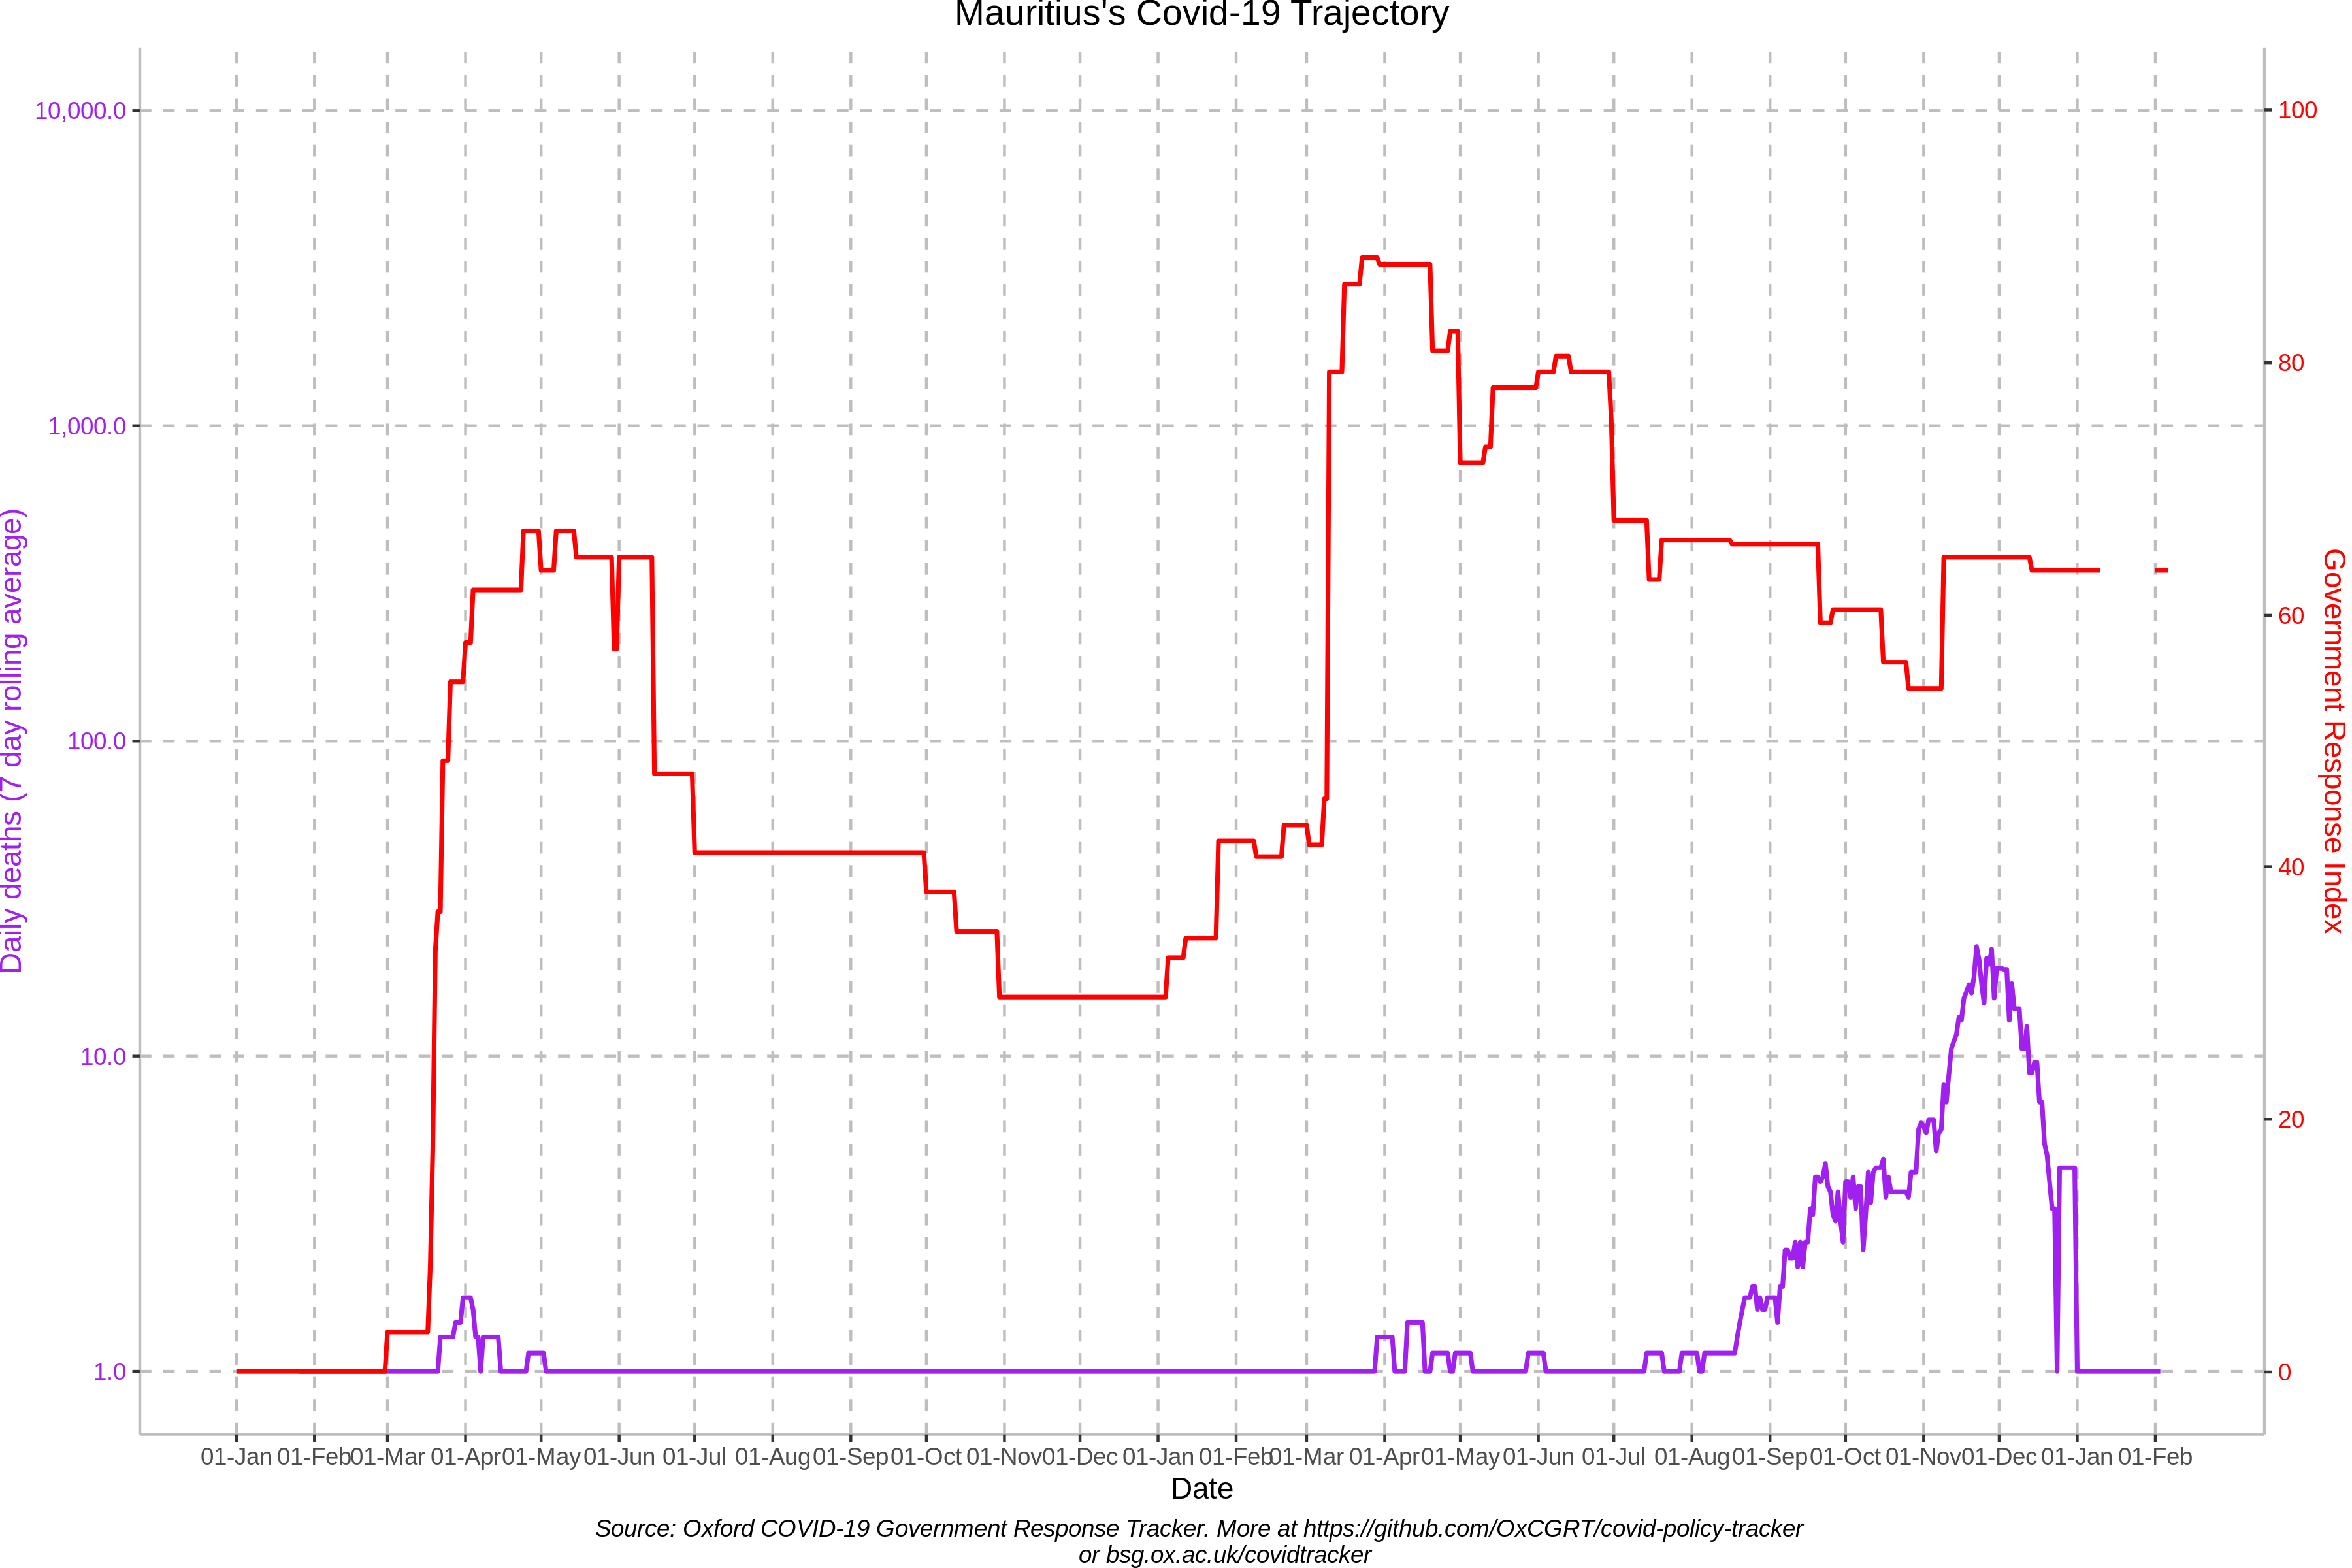 Mauritius's Covid-19 Trajectory
10,000.0
1,000.0
100.0
10.0
1.0
Daily deaths (7 day rolling average)
100
80
60
40
20
0
Government Response Index
01-Jan 01-Feb 01-Mar 01-Apr 01-May 01-Jun 01-Jul 01-Aug 01-Sep 01-Oct 01-Nov 01-Dec 01-Jan 01-Feb 01-Mar 01-Apr 01-May 01-Jun 01-Jul 01-Aug 01-Sep 01-Oct 01-Nov 01-Dec 01-Jan 01-Feb
Date
Source: Oxford COVID-19 Government Response Tracker. More at https://github.com/OxCGRT/covid-policy-tracker
or bsg.ox.ac.uk/covidtracker